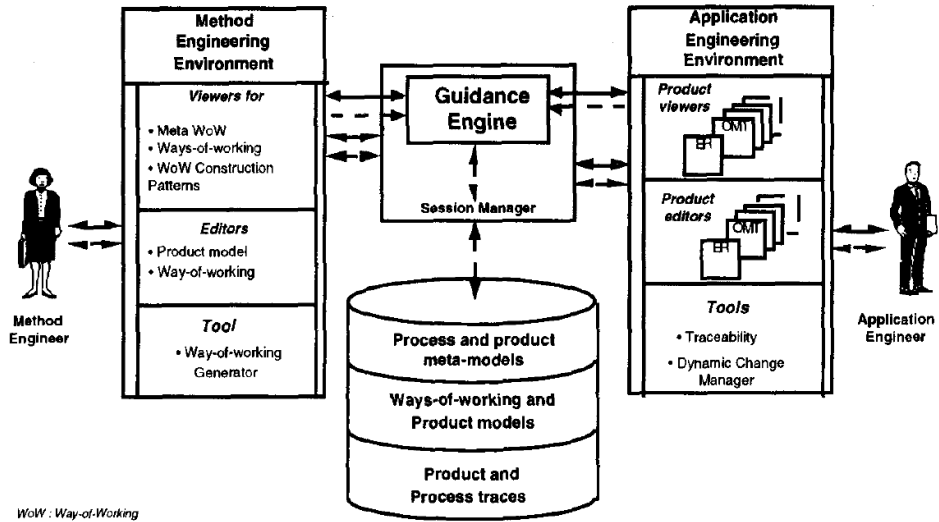 Method
Engineering
Environment
Viewers for
• Meta WoW
• Ways-of-working
• WoW Construction
Patterns
Editors
• Product model
• Way-of-working
Tool
• Way-of-working
Generator
Method
Engineer
Guidance
Engine
Session Manager
Process and product
meta-models
Ways-of-working and
Product models
Product and
Process traces
Application
Engineering
Environment
Product
viewers
OMT
ER
Product
editors
OMT
ER
Tools
• Traceability
• Dynamic Change
Manager
Application
Engineer
WoW : Way-of-Working